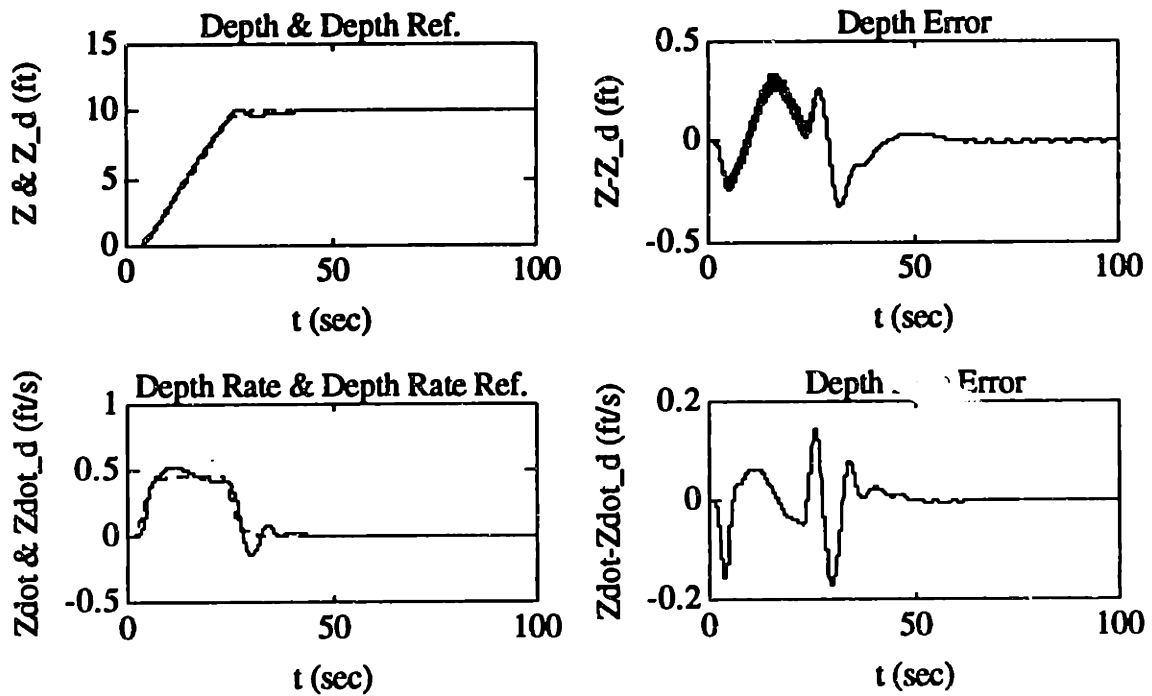 Depth & Depth Ref.
Z & Z_d (ft)
15
10
5
0
0
50
100
t (sec)
Depth Error
Z-Z_d (ft)
0.5
0
-0.5
0
50
100
t (sec)
Depth Rate & Depth Rate Ref.
Zdot & Zdot_d (ft/s)
1
0.5
0
-0.5
0
50
100
t (sec)
Depth Error
Zdot-Zdot_d (ft/s)
0.2
0
-0.2
0
50
100
t (sec)